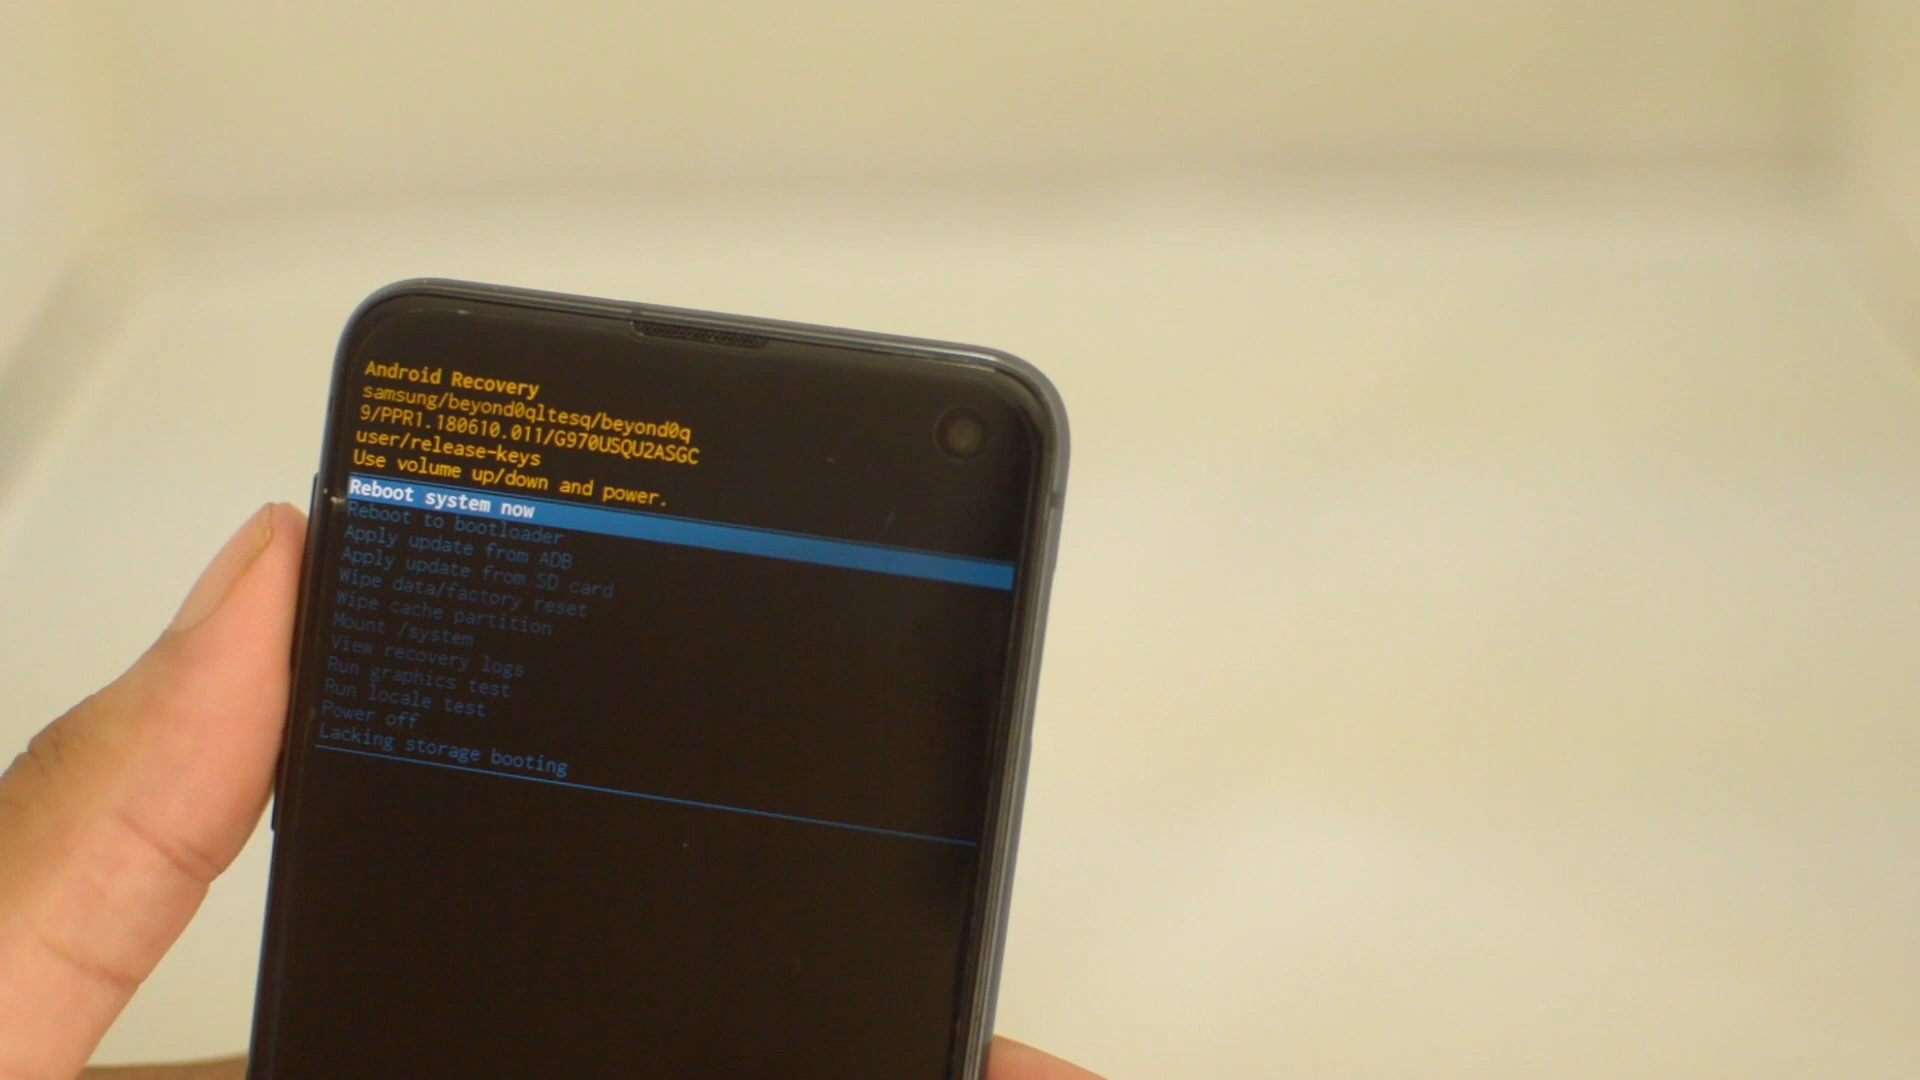 Android Recovery
samsung/beyond0qltesq/beyond0q
9/PPR1.180610.011/G970USQU2ASGC
user/release-keys
Use volume up/down and power.
Reboot system now
Reboot to bootloader
Apply update from ADB
Apply update from SD card
Wipe data/factory reset
Wipe cache partition
Mount /system
View recovery logs
Run graphics test
Run locale test
Power off
Lacking storage booting